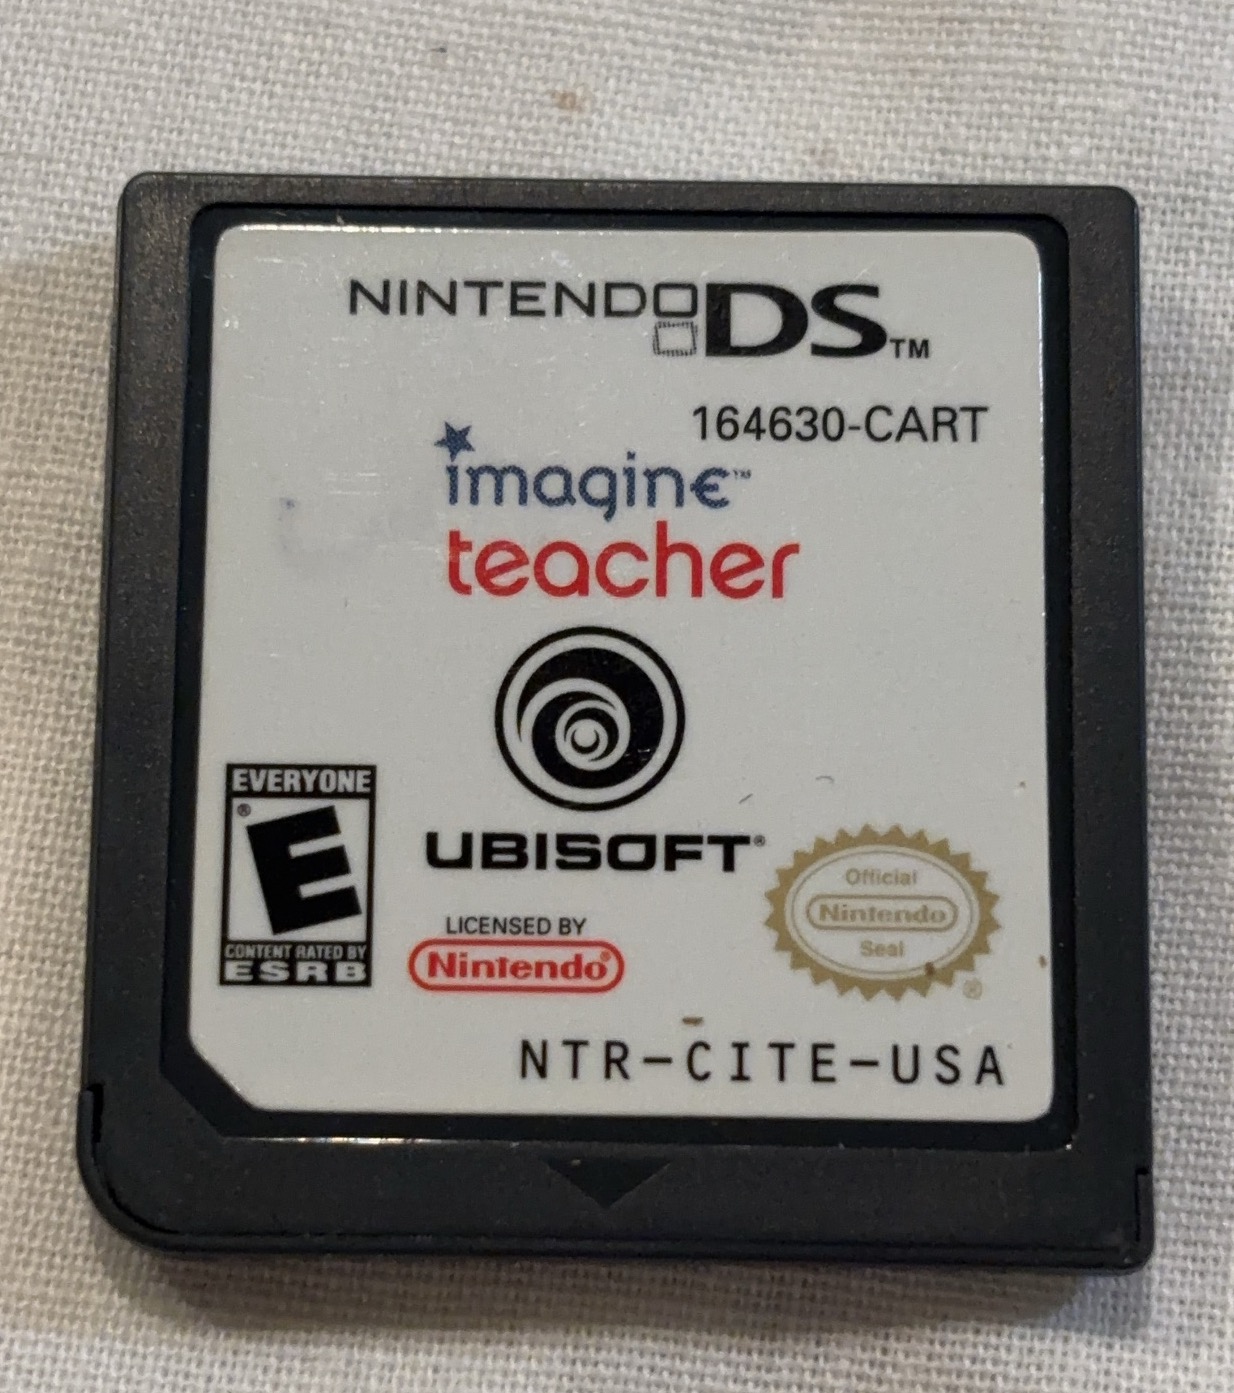 NINTENDO DS™
164630-CART
imagine™
teacher
UBISOFT®
EVERYONE
E®
CONTENT RATED BY
ESRB
LICENSED BY
Nintendo®
Official
Nintendo
Seal
®
NTR-CITE-USA